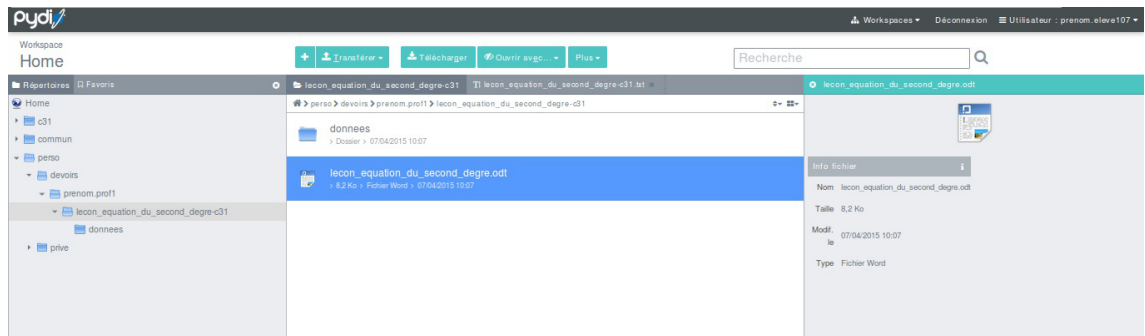 pydi
Workspaces
Déconnexion
Utilisateur : prenom.eleve107
Workspace
Home
Transférer
Télécharger
Ouvrir avec...
Plus
Recherche
Répertoires
Favoris
lecon_equation_du_second_degre-c31
lecon_equation_du_second_degre-c31.txt
lecon_equation_du_second_degre.odt
Home
c31
commun
perso
devoirs
prenom.prof1
lecon_equation_du_second_degre-c31
donnees
prive
> perso > devoirs > prenom.prof1 > lecon_equation_du_second_degre-c31
donnees
> Dossier > 07/04/2015 10:07
lecon_equation_du_second_degre.odt
> 8,2 Ko > Fichier Word > 07/04/2015 10:07
Info fichier
Nom lecon_equation_du_second_degre.odt
Taille 8,2 Ko
Modif. le 07/04/2015 10:07
Type Fichier Word